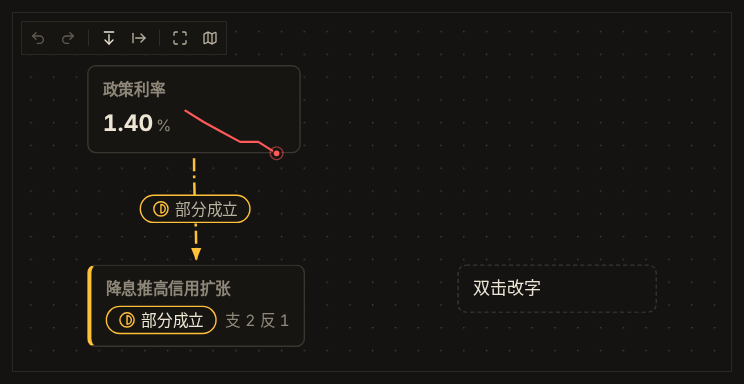 政策利率
1.40 %
部分成立
降息推高信用扩张
部分成立 支 2 反 1
双击改字